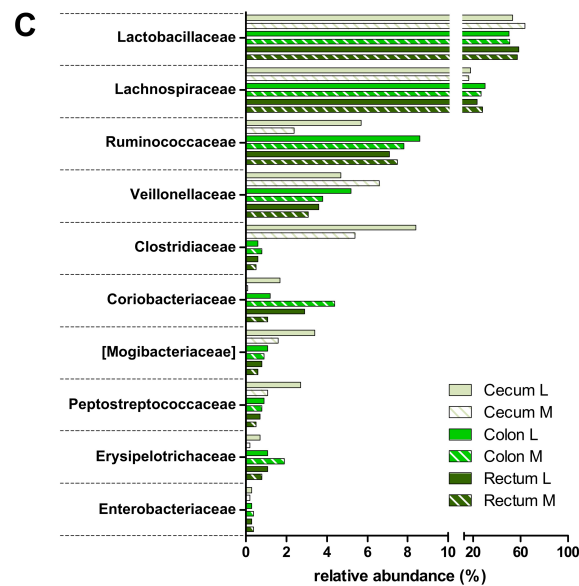 C
Lactobacillaceae
Lachnospiraceae
Ruminococcaceae
Veillonellaceae
Clostridiaceae
Coriobacteriaceae
[Mogibacteriaceae]
Peptostreptococcaceae
Erysipelotrichaceae
Enterobacteriaceae
Cecum L
Cecum M
Colon L
Colon M
Rectum L
Rectum M
0 2 4 6 8 10 20 60 100
relative abundance (%)